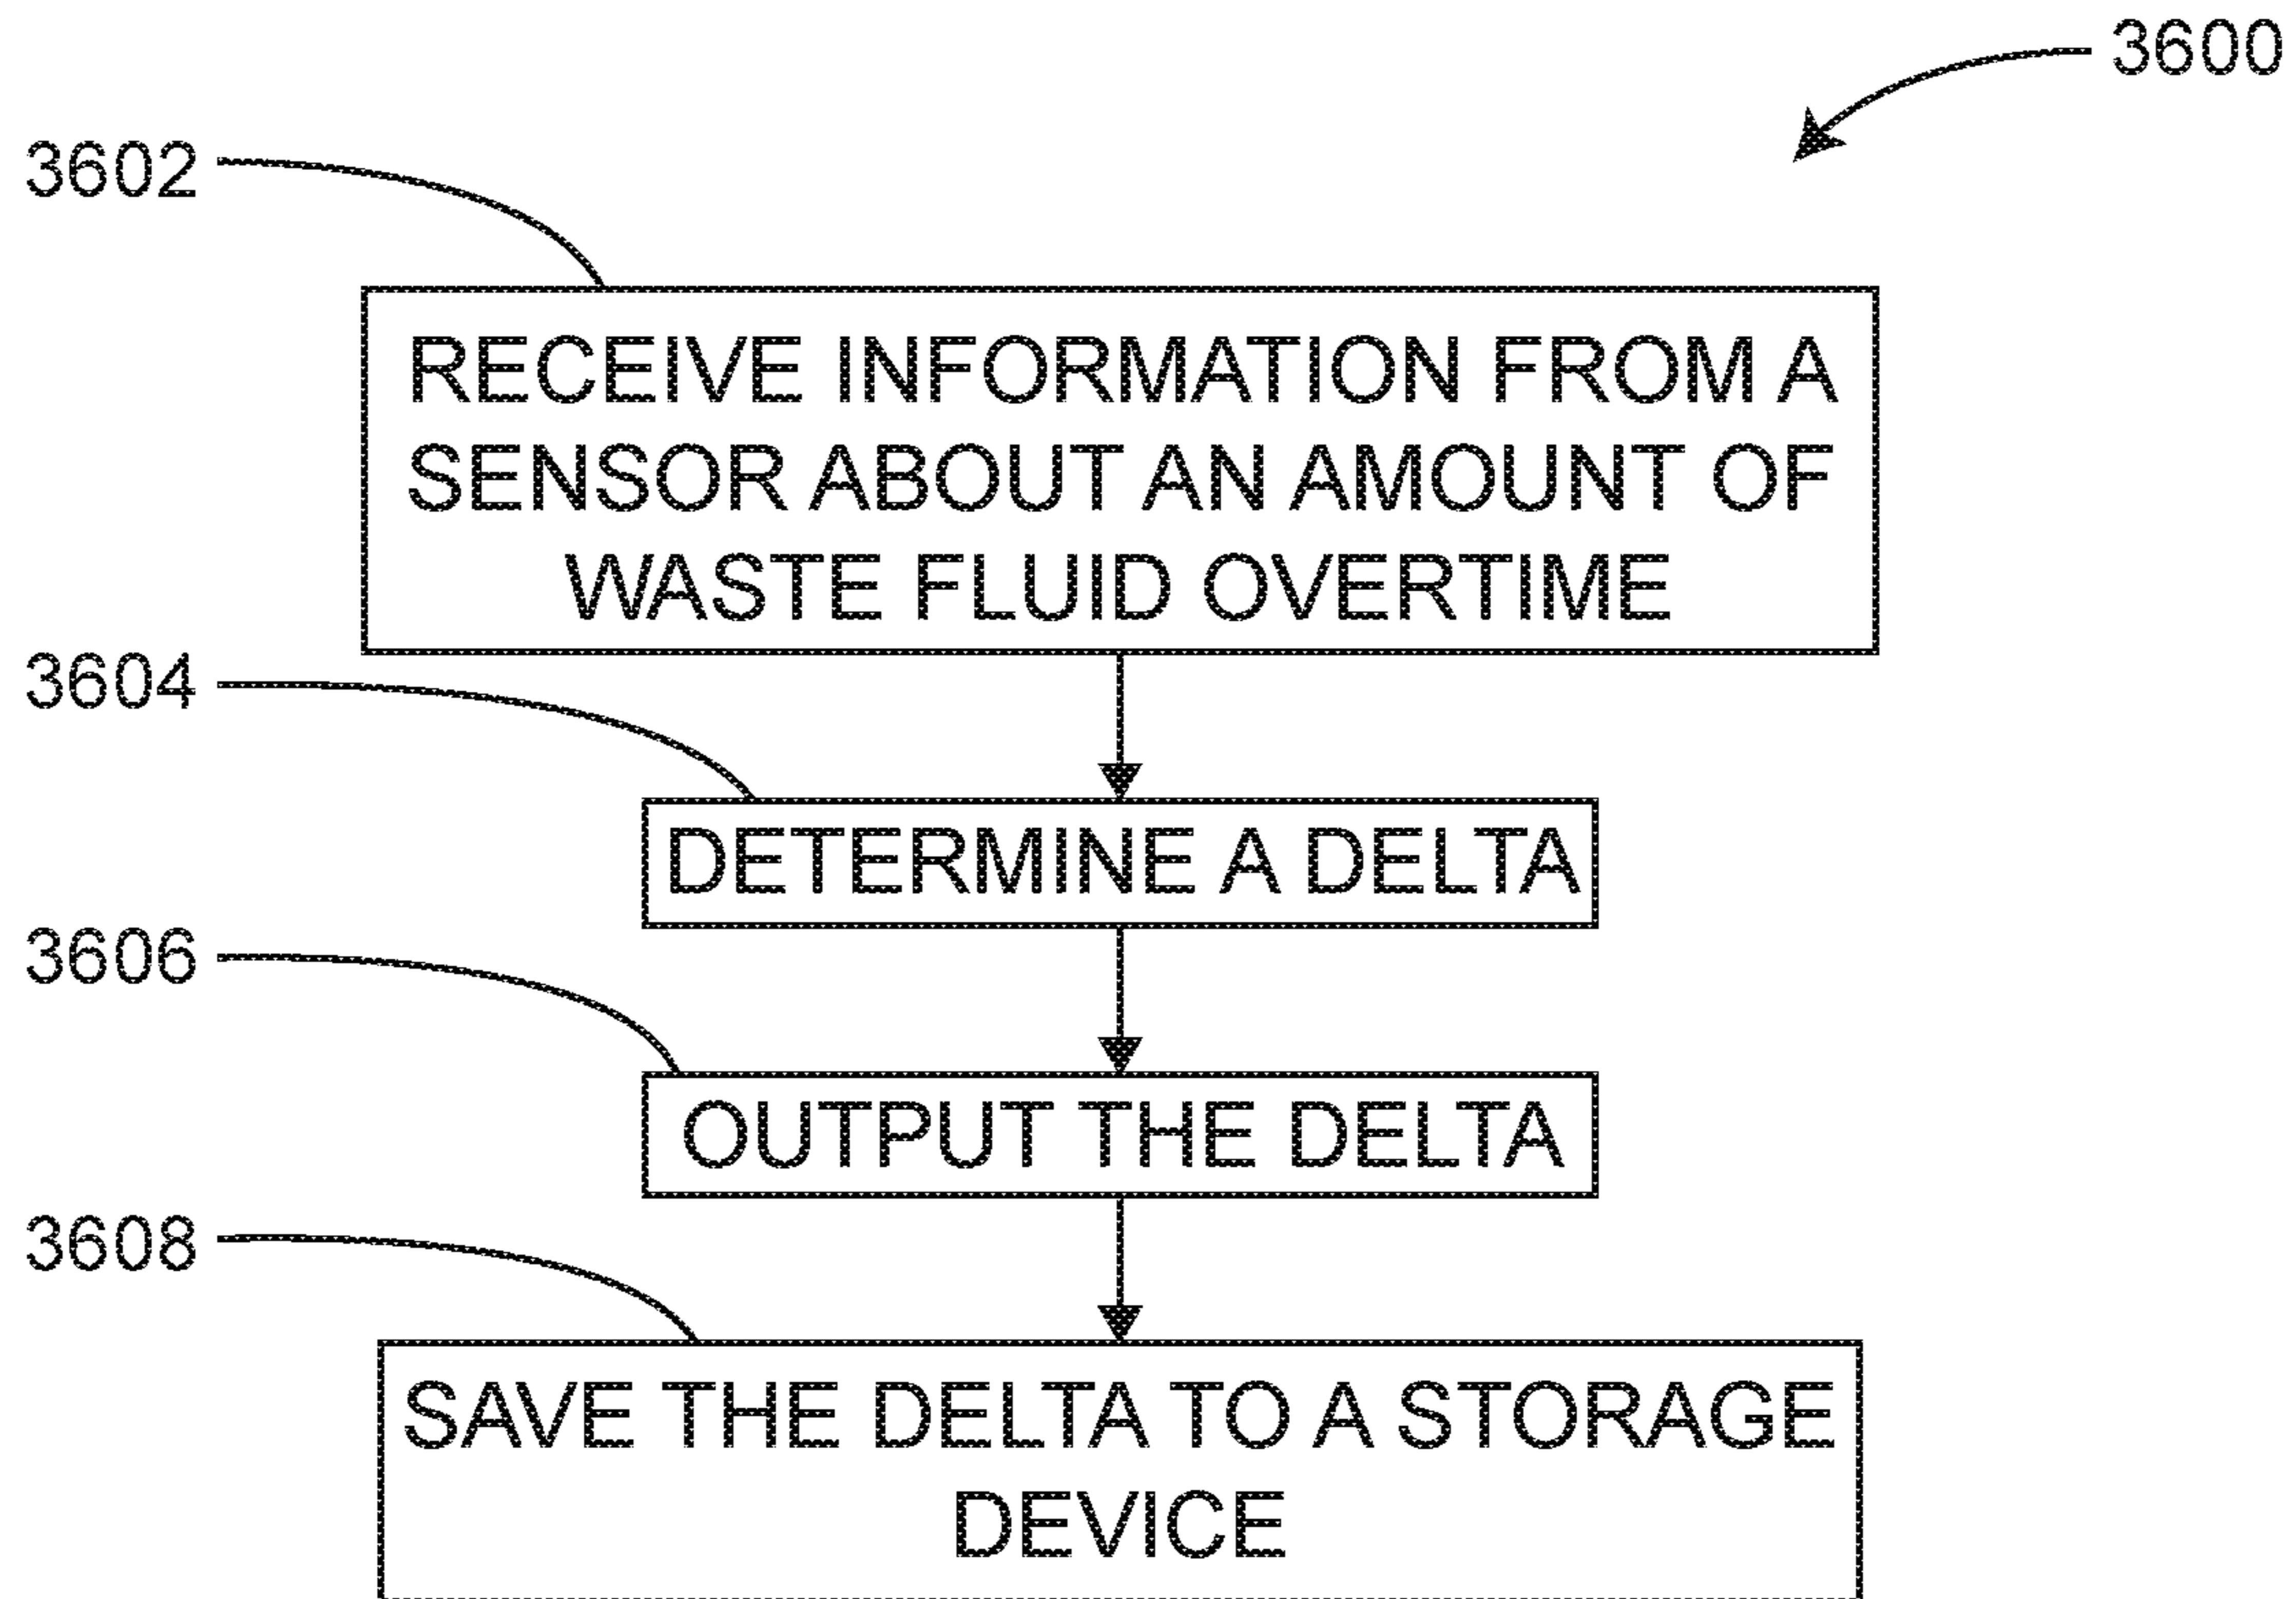 3600
3602
RECEIVE INFORMATION FROM A
SENSOR ABOUT AN AMOUNT OF
WASTE FLUID OVERTIME
3604
DETERMINE A DELTA
3606
OUTPUT THE DELTA
3608
SAVE THE DELTA TO A STORAGE
DEVICE